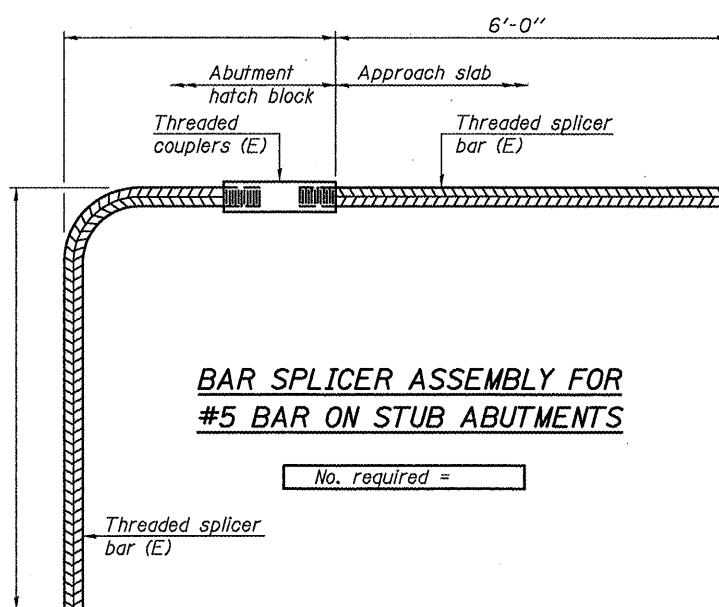 6'-0"
Abutment
hatch block
Approach slab
Threaded
couplers (E)
Threaded splicer
bar (E)
BAR SPLICER ASSEMBLY FOR
#5 BAR ON STUB ABUTMENTS
No. required =
Threaded splicer
bar (E)